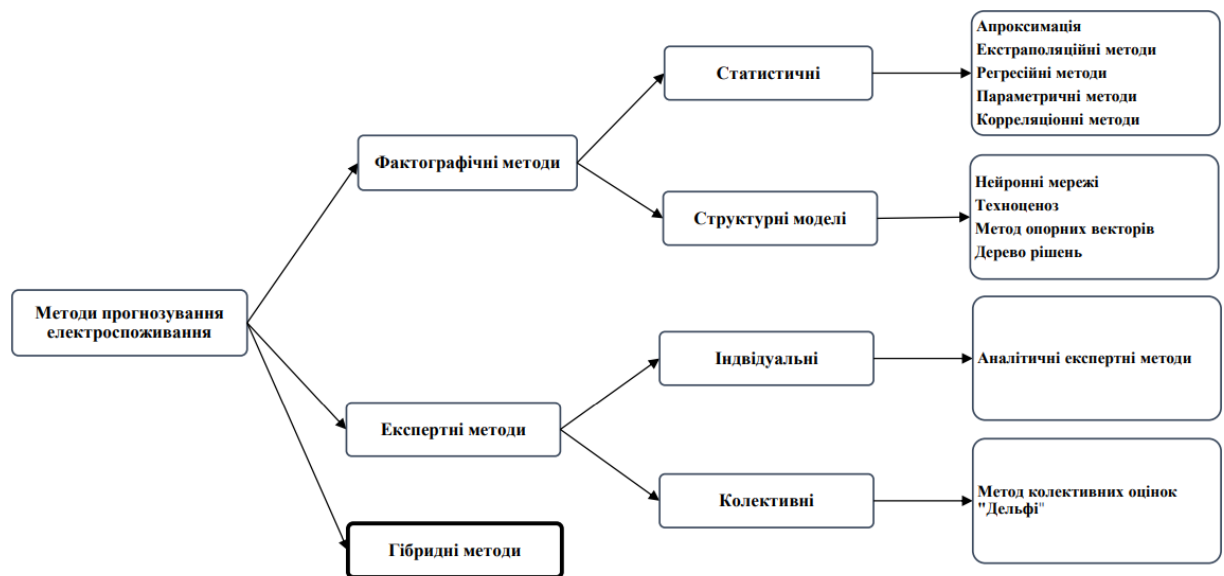 Методи прогнозування
електроспоживання
Фактографічні методи
Статистичні
Апроксимація
Екстраполяційні методи
Регресійні методи
Параметричні методи
Корреляціонні методи
Структурні моделі
Нейронні мережі
Техноценоз
Метод опорних векторів
Дерево рішень
Експертні методи
Індвідуальні
Аналітичні експертні методи
Колективні
Метод колективних оцінок
"Дельфі"
Гібридні методи